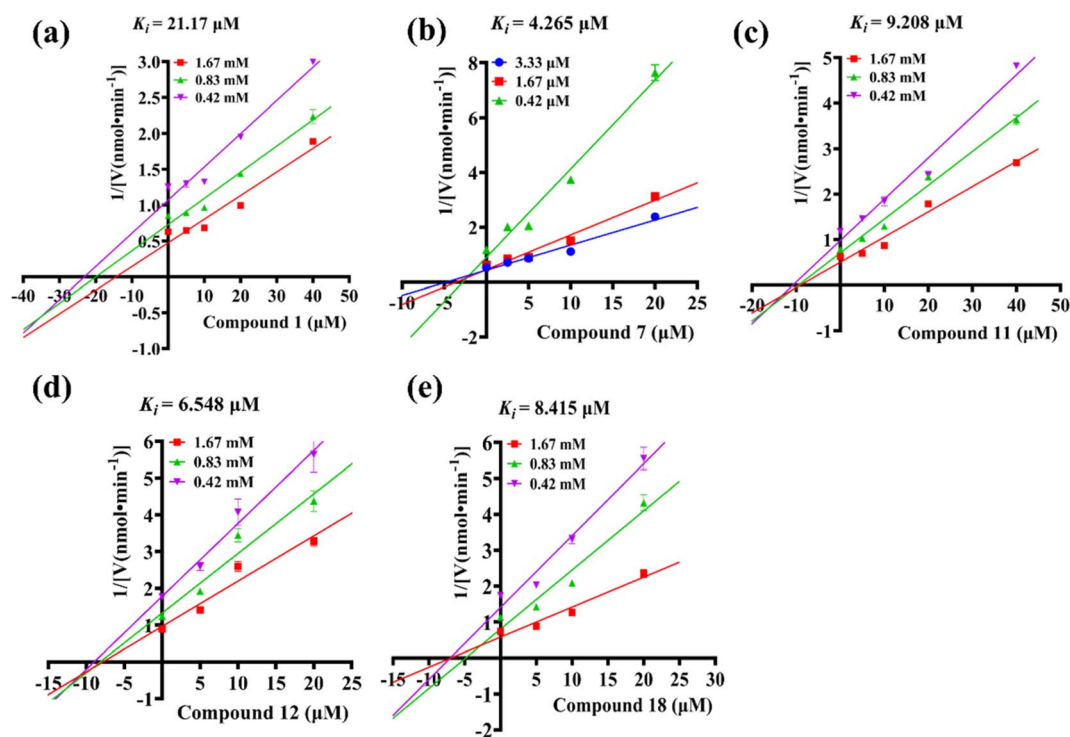 (a)
K_i = 21.17 μM
1.67 mM
0.83 mM
0.42 mM
1/[V(nmol•min⁻¹)]
3.0
2.5
2.0
1.5
1.0
0.5
-0.5
-1.0
-40 -30 -20 -10 0 10 20 30 40 50
Compound 1 (μM)
(b)
K_i = 4.265 μM
3.33 μM
1.67 μM
0.42 μM
1/[V(nmol•min⁻¹)]
8
6
4
2
-2
-10 -5 0 5 10 15 20 25
Compound 7 (μM)
(c)
K_i = 9.208 μM
1.67 mM
0.83 mM
0.42 mM
1/[V(nmol•min⁻¹)]
5
4
3
2
1
-1
-20 -10 0 10 20 30 40 50
Compound 11 (μM)
(d)
K_i = 6.548 μM
1.67 mM
0.83 mM
0.42 mM
1/[V(nmol•min⁻¹)]
6
5
4
3
2
1
-1
-15 -10 -5 0 5 10 15 20 25
Compound 12 (μM)
(e)
K_i = 8.415 μM
1.67 mM
0.83 mM
0.42 mM
1/[V(nmol•min⁻¹)]
6
5
4
3
2
1
-1
-2
-15 -10 -5 0 5 10 15 20 25 30
Compound 18 (μM)